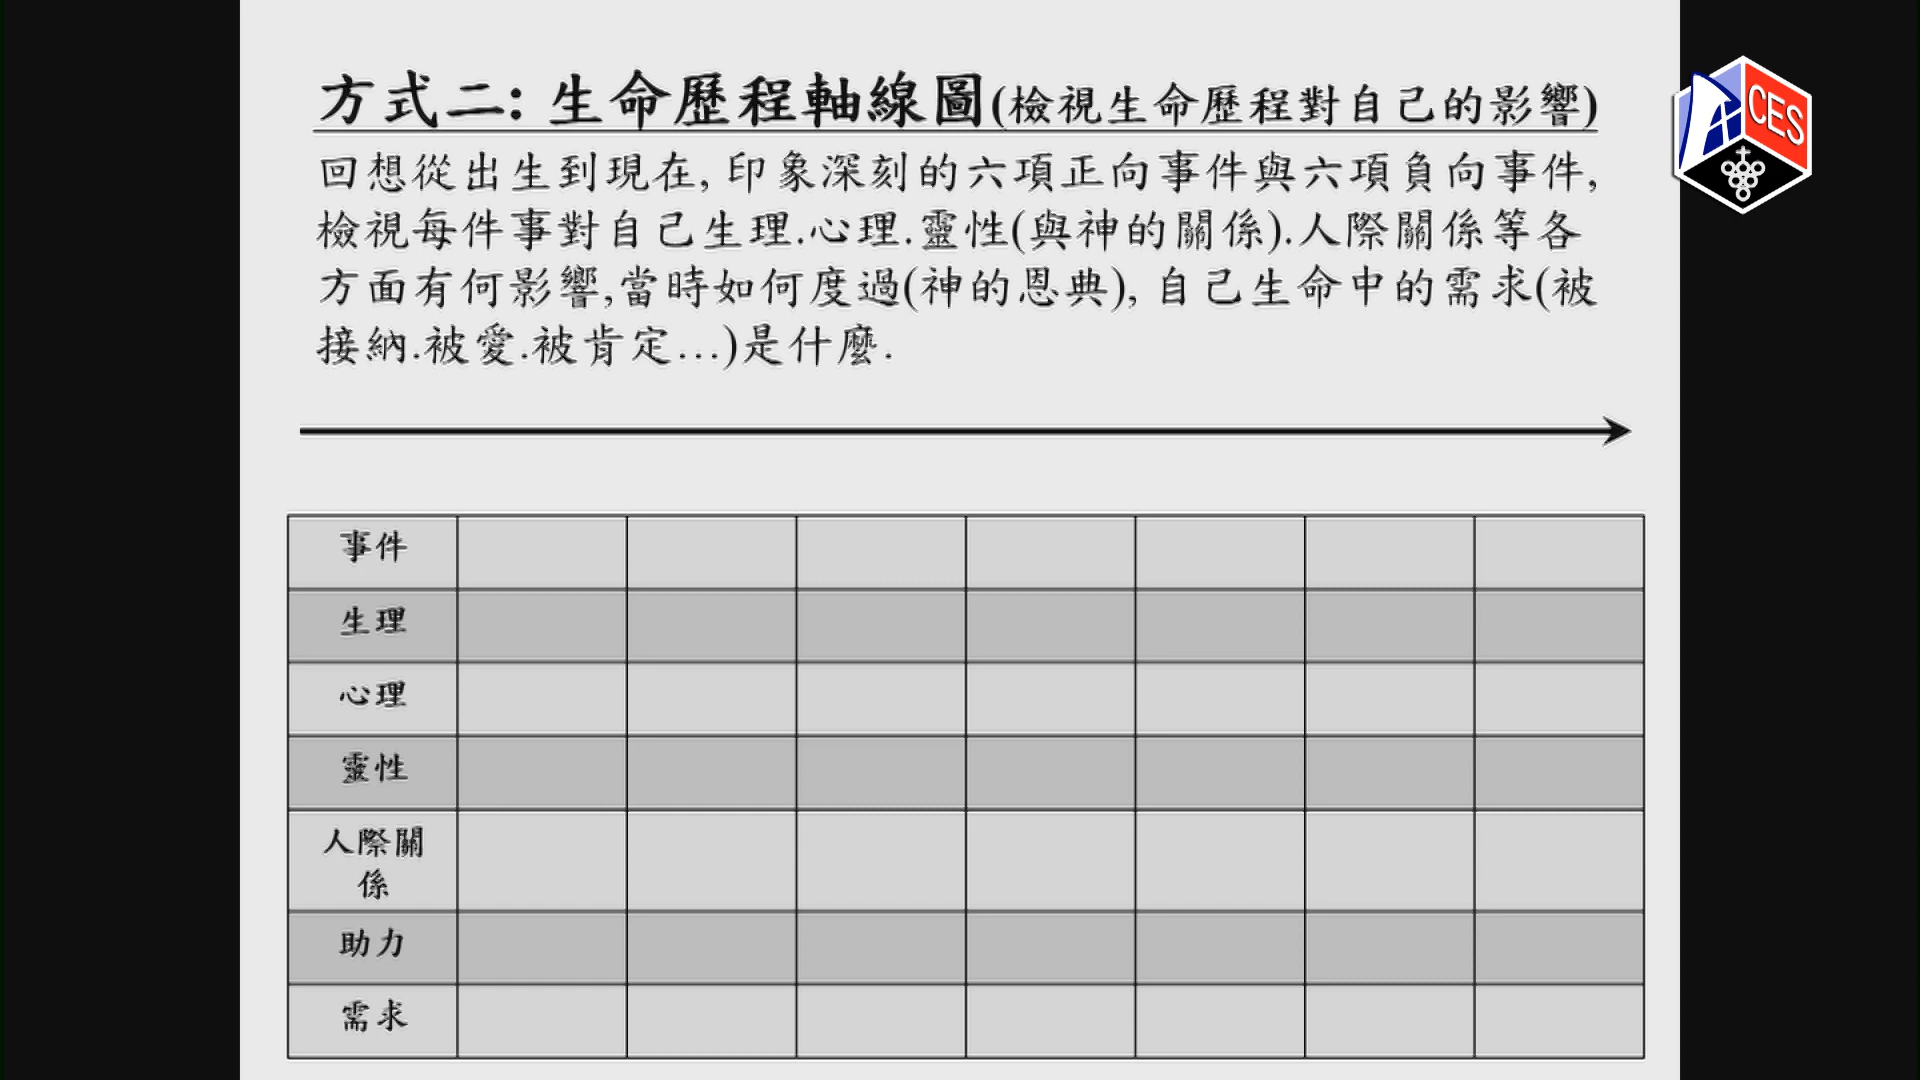 方式二: 生命歷程軸線圖(檢視生命歷程對自己的影響)
回想從出生到現在, 印象深刻的六項正向事件與六項負向事件,
檢視每件事對自己生理.心理.靈性(與神的關係).人際關係等各
方面有何影響,當時如何度過(神的恩典), 自己生命中的需求(被
接納.被愛.被肯定...)是什麼.
ACES
事件
生理
心理
靈性
人際關
係
助力
需求